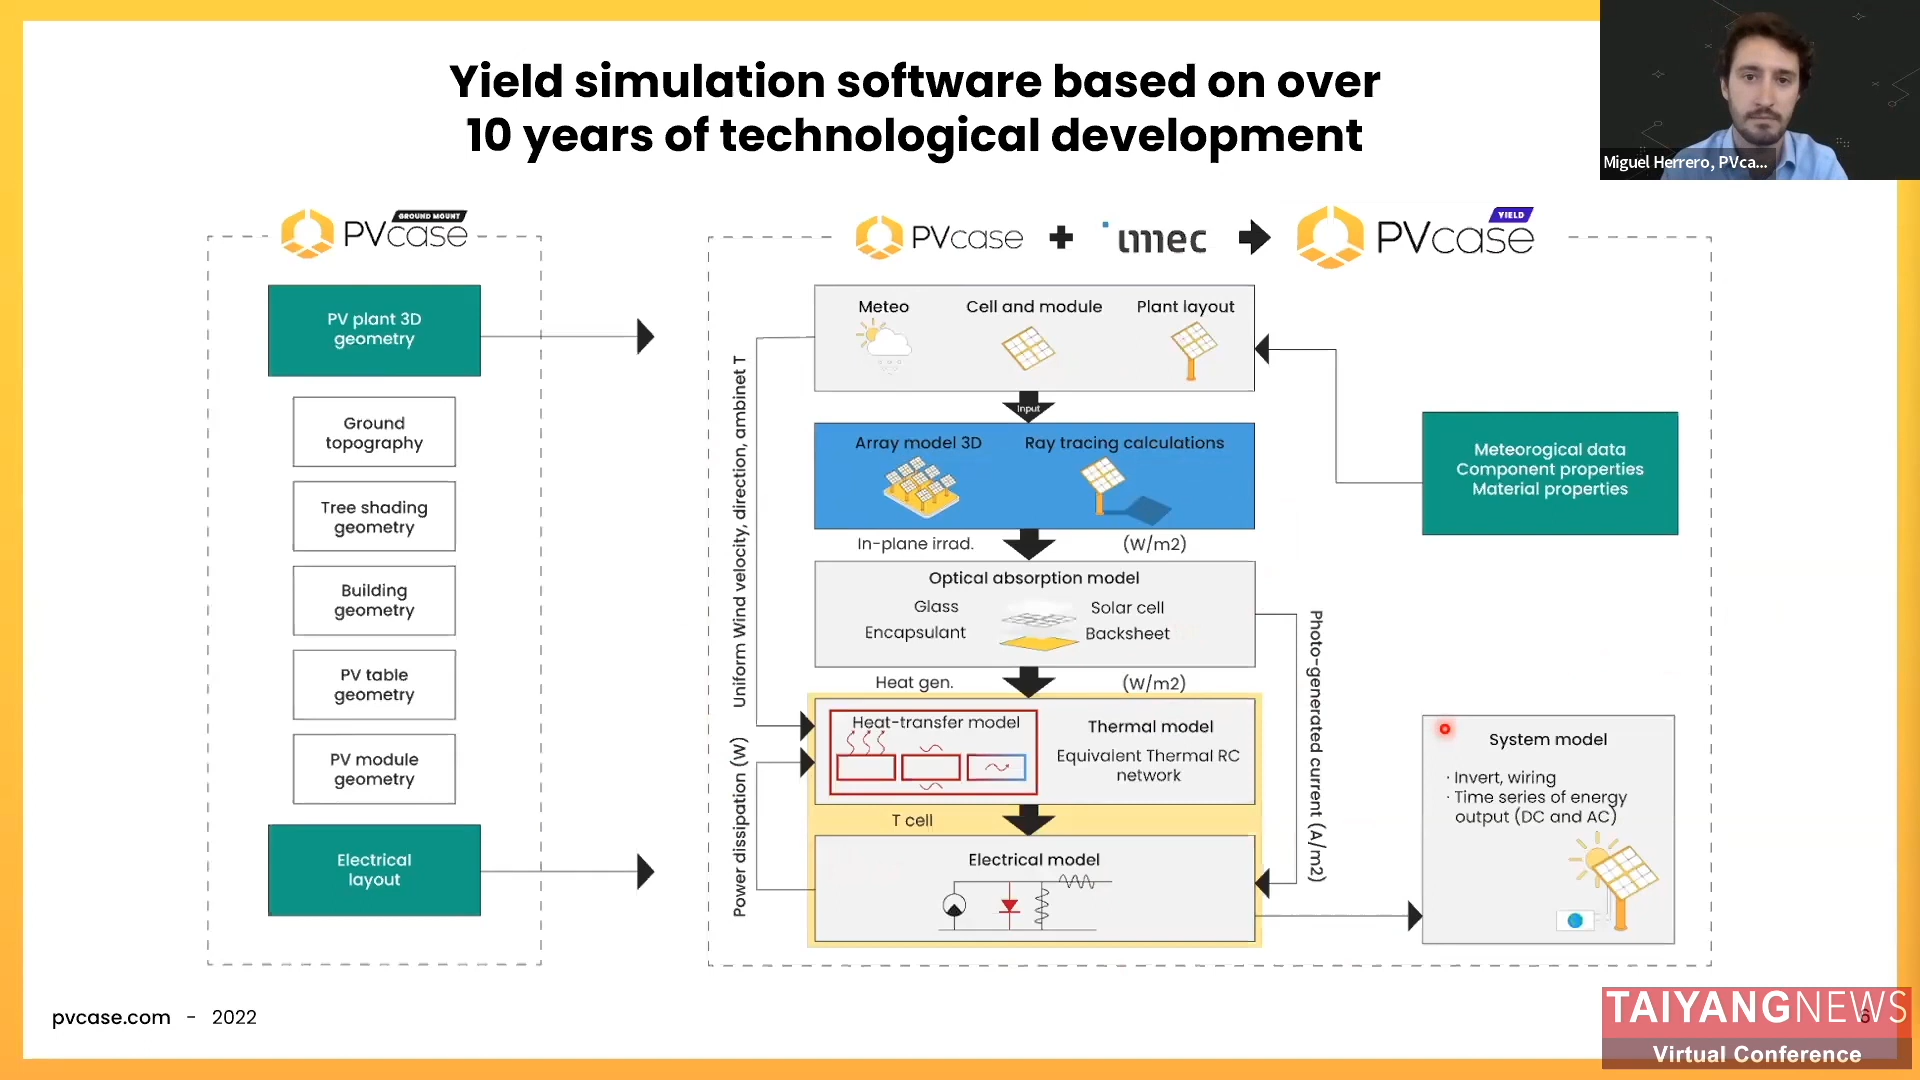 Yield simulation software based on over
10 years of technological development
Miguel Herrero, PVca...
GROUND MOUNT
PVcase
PVcase
imec
YIELD
PVcase
PV plant 3D
geometry
Ground
topography
Tree shading
geometry
Building
geometry
PV table
geometry
PV module
geometry
Electrical
layout
Meteo
Cell and module
Plant layout
Input
Array model 3D
Ray tracing calculations
In-plane irrad.
(W/m2)
Optical absorption model
Glass
Solar cell
Encapsulant
Backsheet
Heat gen.
(W/m2)
Heat-transfer model
Thermal model
Equivalent Thermal RC
network
T cell
Electrical model
Uniform Wind velocity, direction, ambinet T
Power dissipation (W)
Photo-generated current (A/m2)
Meteorogical data
Component properties
Material properties
System model
· Invert, wiring
· Time series of energy
output (DC and AC)
pvcase.com - 2022
6
TAIYANGNEWS
Virtual Conference